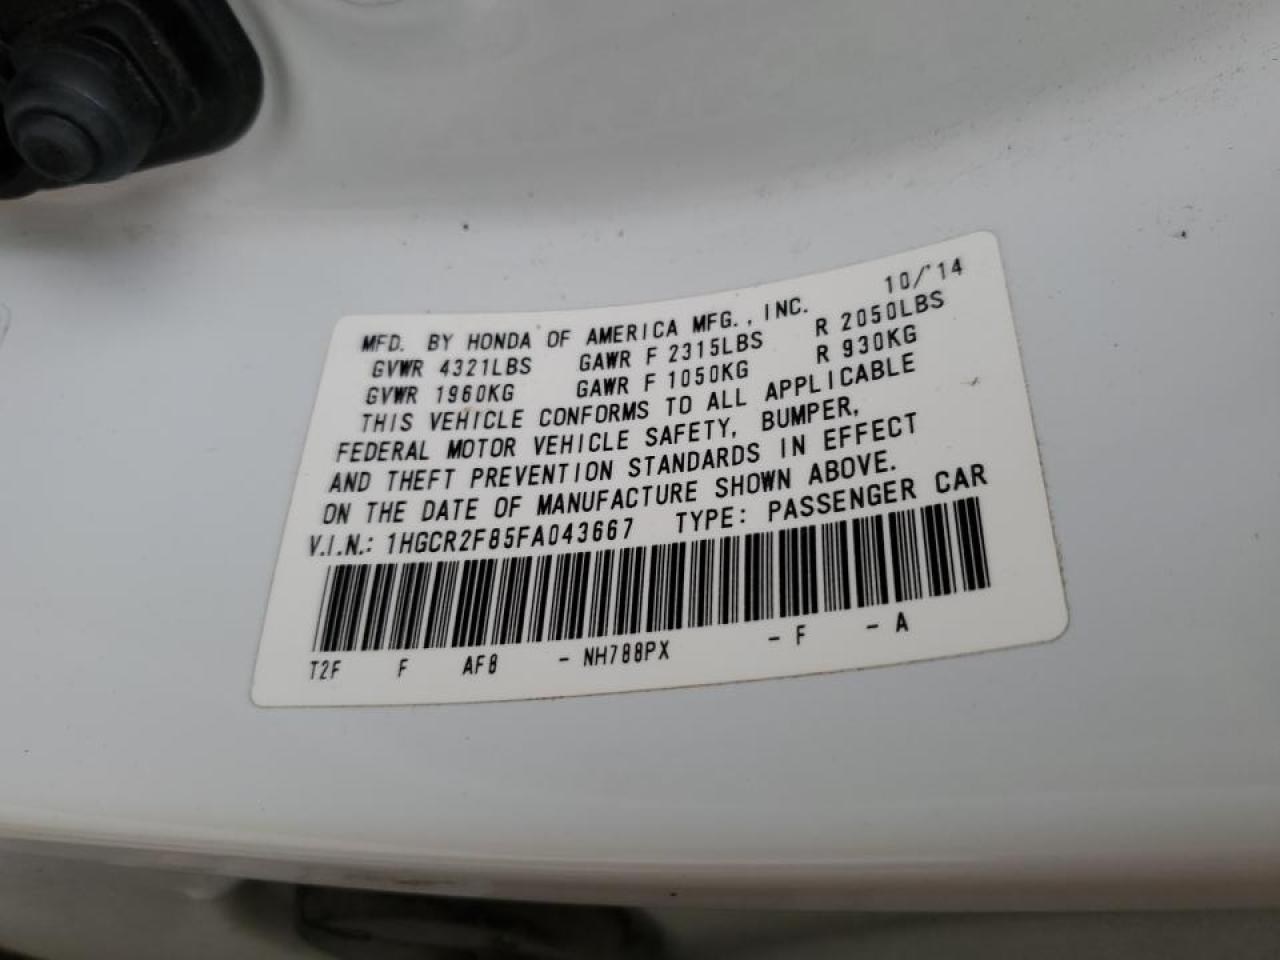 MFD. BY HONDA OF AMERICA MFG., INC. 10/'14
GVWR 4321LBS GAWR F 2315LBS R 2050LBS
GVWR 1960KG GAWR F 1050KG R 930KG
THIS VEHICLE CONFORMS TO ALL APPLICABLE
FEDERAL MOTOR VEHICLE SAFETY, BUMPER,
AND THEFT PREVENTION STANDARDS IN EFFECT
ON THE DATE OF MANUFACTURE SHOWN ABOVE.
V.I.N.: 1HGCR2F85FA043667 TYPE: PASSENGER CAR
T2F F AF8 - NH788PX - F - A